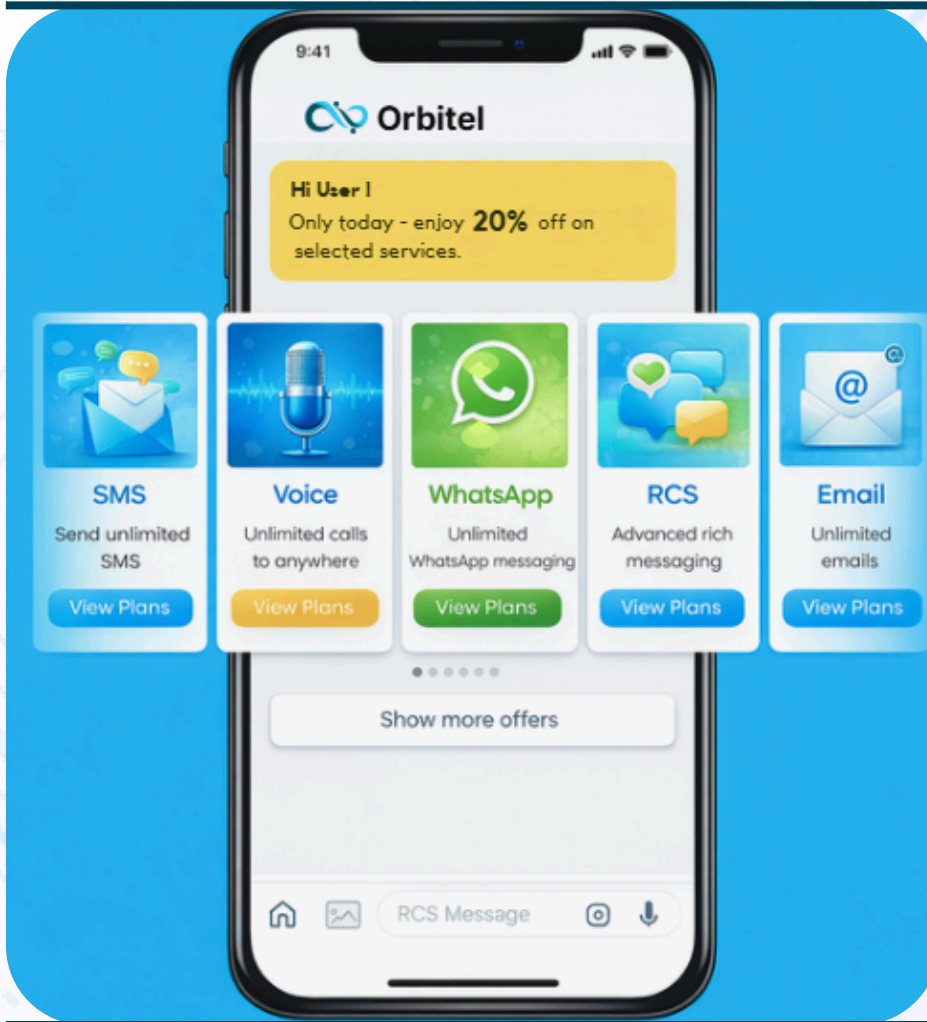 9:41
Orbitel
Hi User !
Only today - enjoy 20% off on
selected services.
@
@
SMS
Send unlimited
SMS
View Plans
Voice
Unlimited calls
to anywhere
View Plans
WhatsApp
Unlimited
WhatsApp messaging
View Plans
RCS
Advanced rich
messaging
View Plans
Email
Unlimited
emails
View Plans
Show more offers
RCS Message